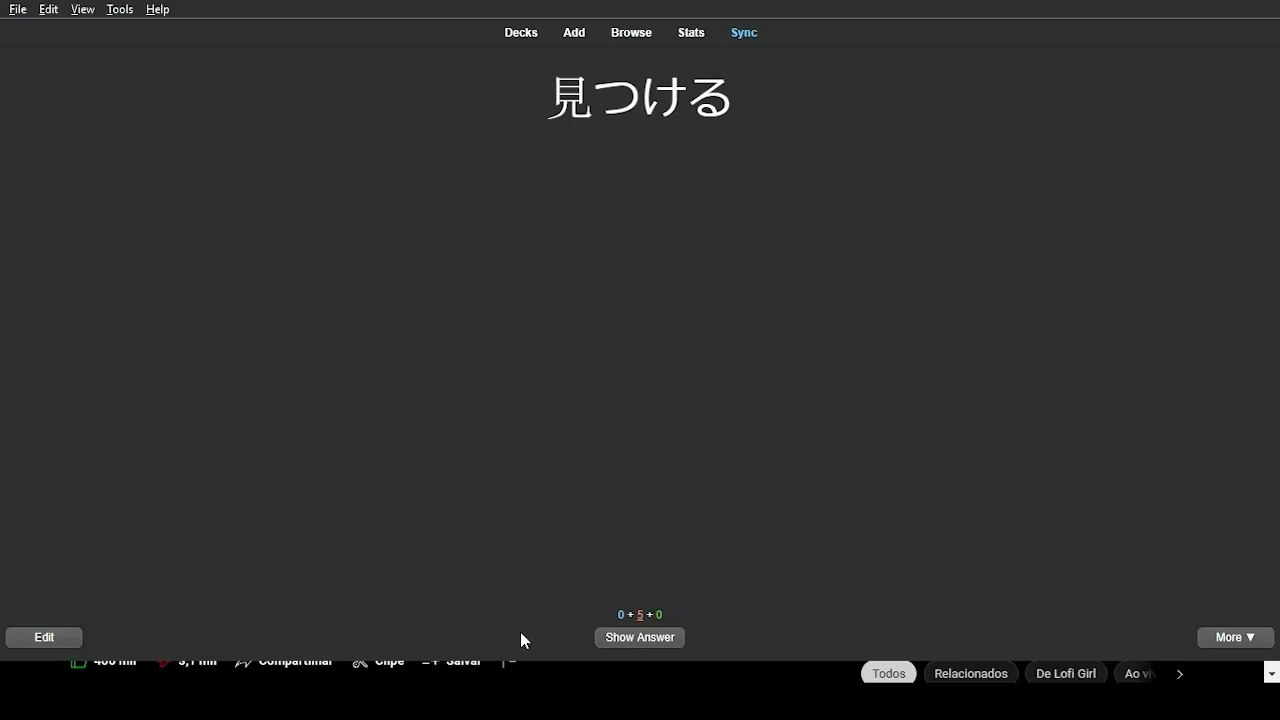 File Edit View Tools Help
Decks Add Browse Stats Sync
見つける
0 + 5 + 0
Edit Show Answer More ▼
Compartilhar Clipe Salvar
Todos Relacionados De Lofi Girl Ao